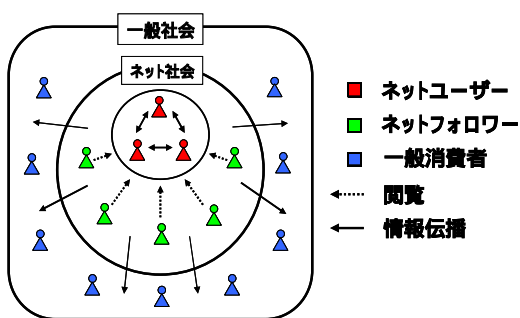 一般社会
ネット社会
ネットユーザー
ネットフォロワー
一般消費者
閲覧
情報伝播